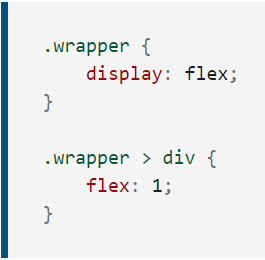 .wrapper {
    display: flex;
}

.wrapper > div {
    flex: 1;
}